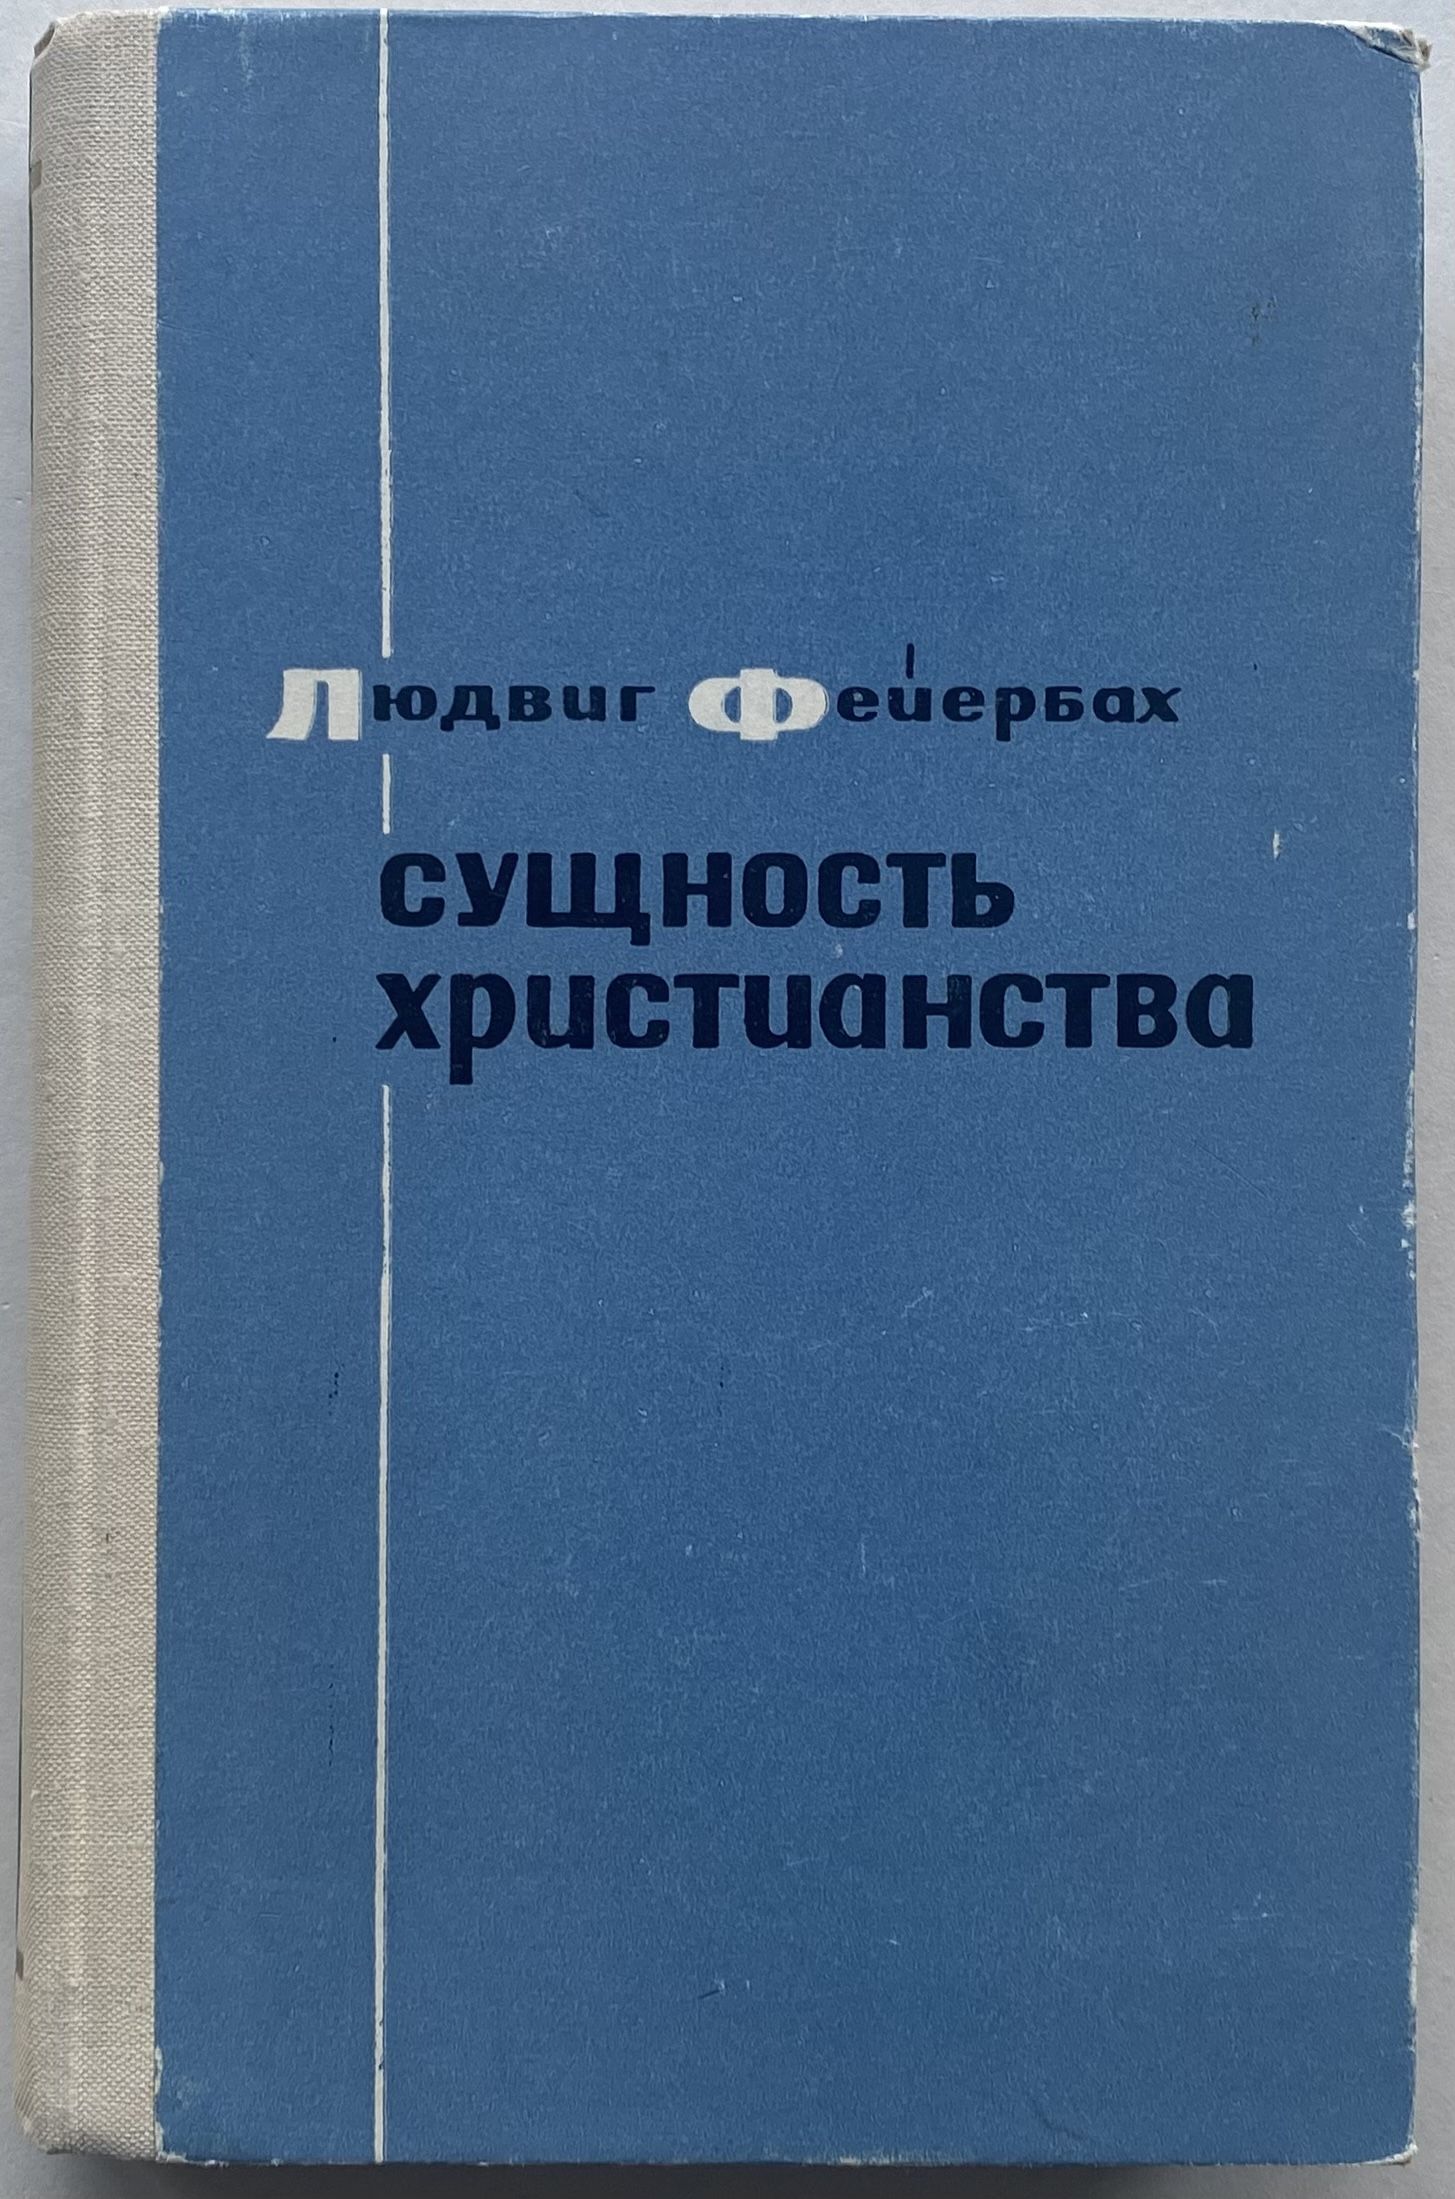 Людвиг Фейербах
сущность
христианства